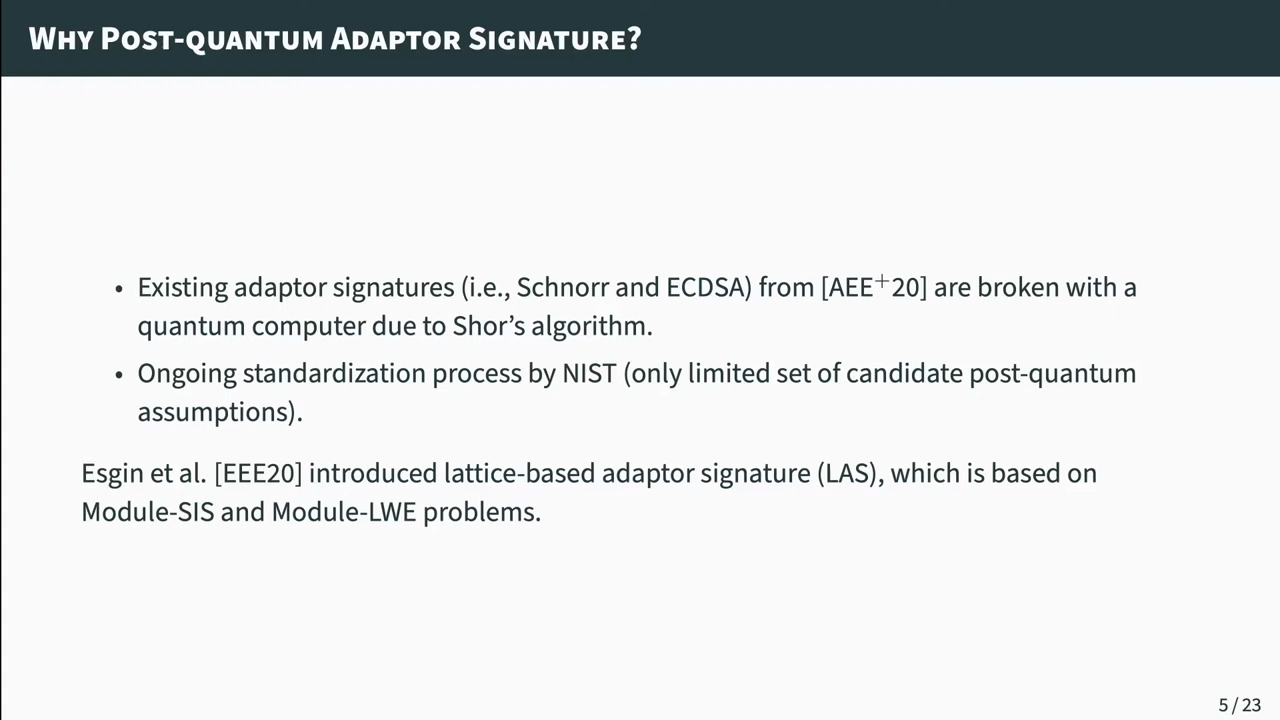 Why Post-quantum Adaptor Signature?
• Existing adaptor signatures (i.e., Schnorr and ECDSA) from [AEE⁺20] are broken with a
quantum computer due to Shor’s algorithm.
• Ongoing standardization process by NIST (only limited set of candidate post-quantum
assumptions).
Esgin et al. [EEE20] introduced lattice-based adaptor signature (LAS), which is based on
Module-SIS and Module-LWE problems.
5 / 23